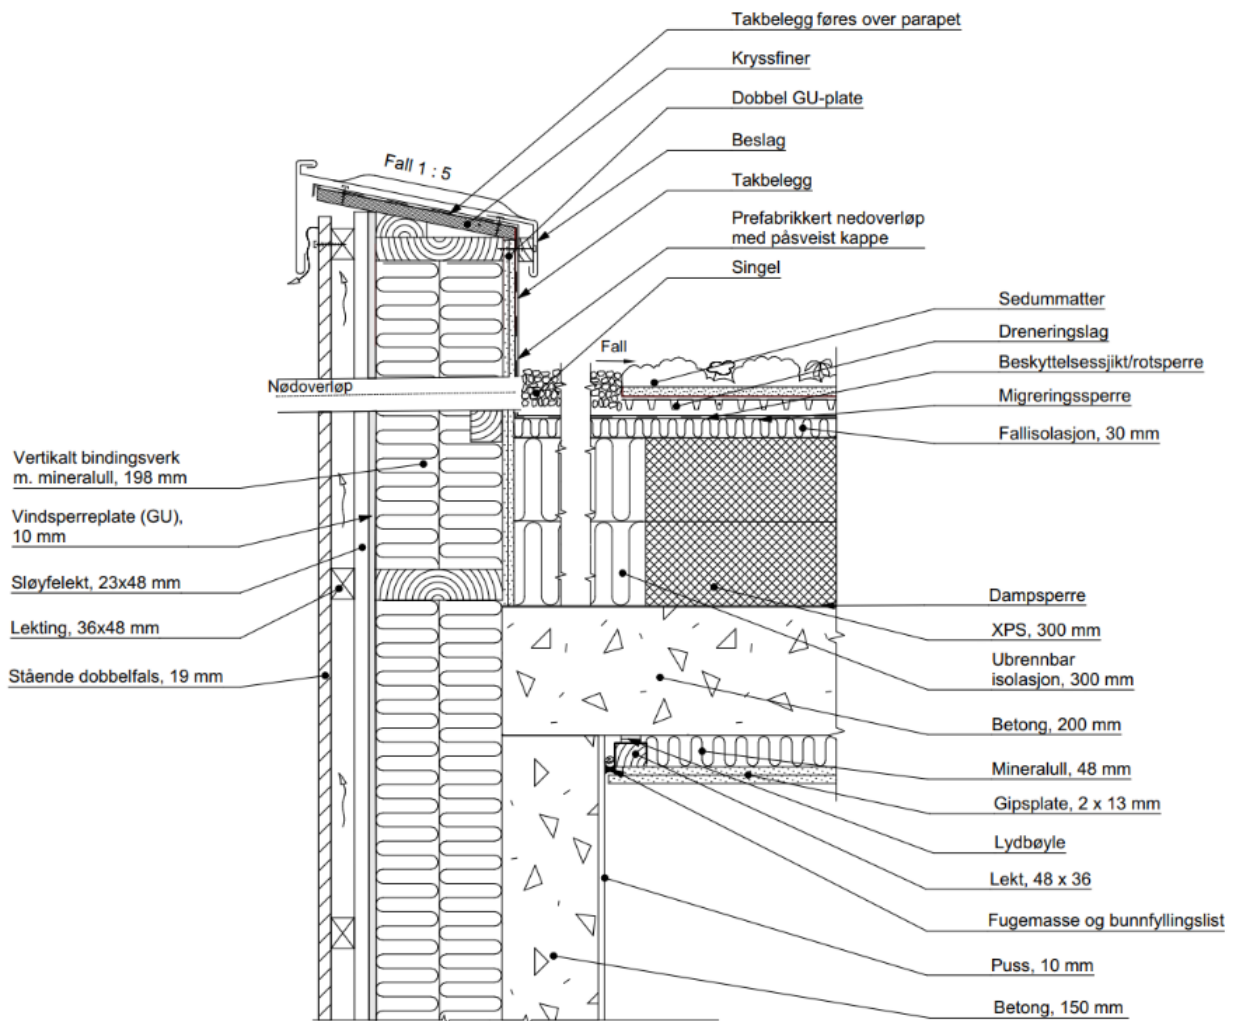 Takbelegg føres over parapet
Kryssfiner
Dobbel GU-plate
Beslag
Takbelegg
Prefabrikkert nedoverløp
med påsveist kappe
Singel
Fall 1 : 5
Sedummatter
Dreneringslag
Beskyttelsessjikt/rotsperre
Migreringssperre
Fallisolasjon, 30 mm
Fall
Nødoverløp
Vertikalt bindingsverk
m. mineralull, 198 mm
Vindsperreplate (GU),
10 mm
Sløyfelekt, 23x48 mm
Lekting, 36x48 mm
Stående dobbelfals, 19 mm
Dampsperre
XPS, 300 mm
Ubrennbar
isolasjon, 300 mm
Betong, 200 mm
Mineralull, 48 mm
Gipsplate, 2 x 13 mm
Lydbøyle
Lekt, 48 x 36
Fugemasse og bunnfyllingslist
Puss, 10 mm
Betong, 150 mm